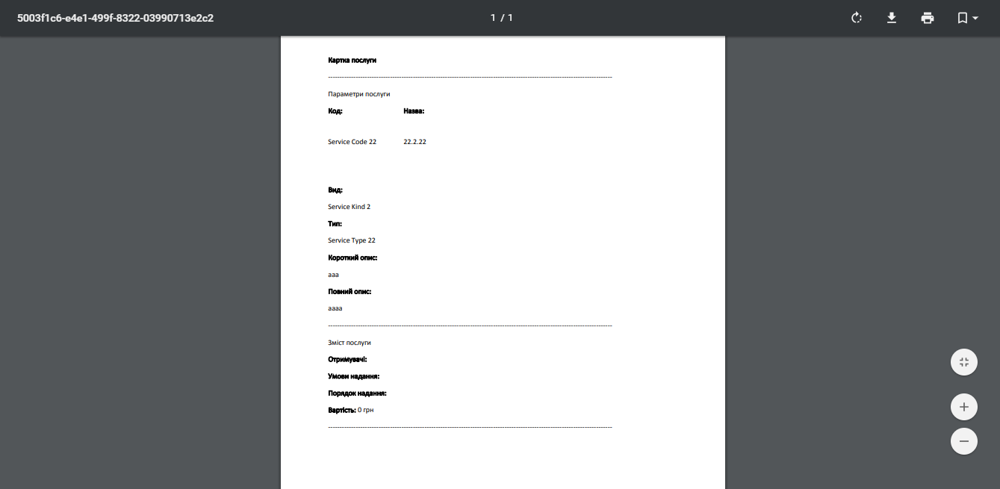 5003f1c6-e4e1-499f-8322-03990713e2c2
1 / 1
Картка послуги
Параметри послуги
Код: Назва:
Service Code 22 22.2.22
Вид:
Service Kind 2
Тип:
Service Type 22
Короткий опис:
ааа
Повний опис:
аааа
Зміст послуги
Отримувачі:
Умови надання:
Порядок надання:
Вартість: 0 грн